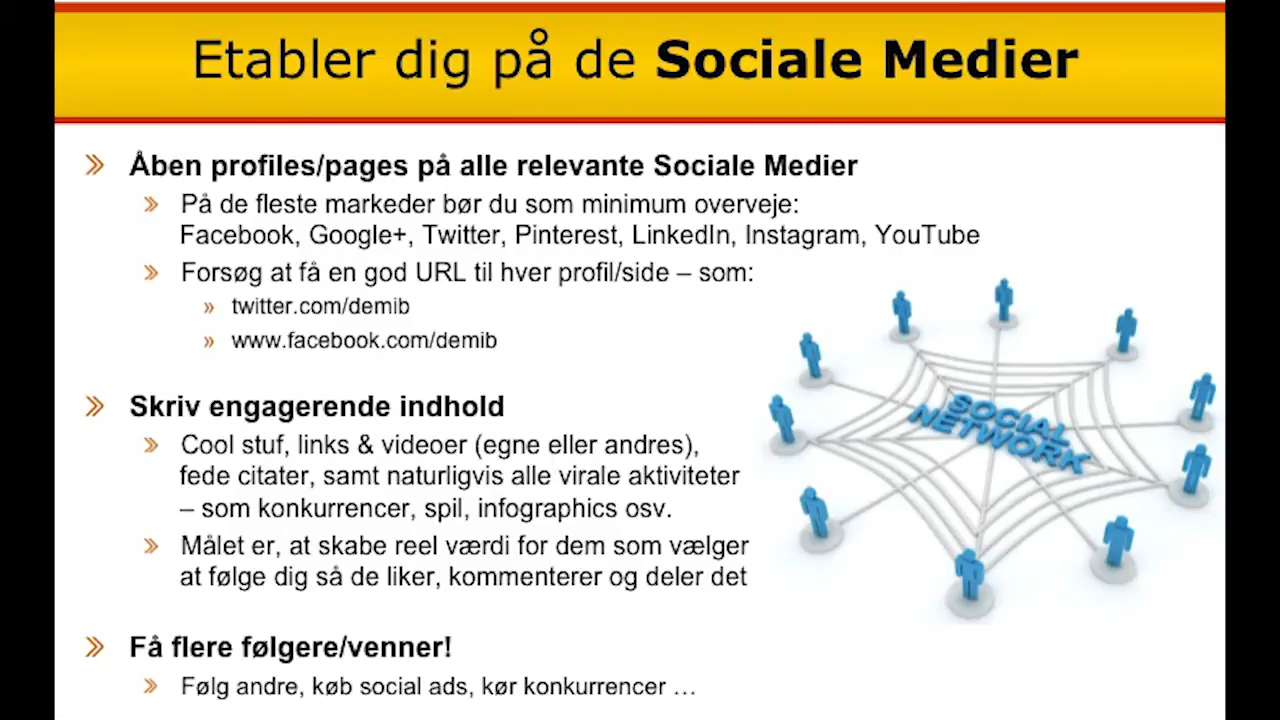 Etabler dig på de Sociale Medier
» Åben profiles/pages på alle relevante Sociale Medier
» På de fleste markeder bør du som minimum overveje:
Facebook, Google+, Twitter, Pinterest, LinkedIn, Instagram, YouTube
» Forsøg at få en god URL til hver profil/side – som:
» twitter.com/demib
» www.facebook.com/demib
SOCIAL
NETWORK
» Skriv engagerende indhold
» Cool stuf, links & videoer (egne eller andres),
fede citater, samt naturligvis alle virale aktiviteter
– som konkurrencer, spil, infographics osv.
» Målet er, at skabe reel værdi for dem som vælger
at følge dig så de liker, kommenterer og deler det
» Få flere følgere/venner!
» Følg andre, køb social ads, kør konkurrencer …